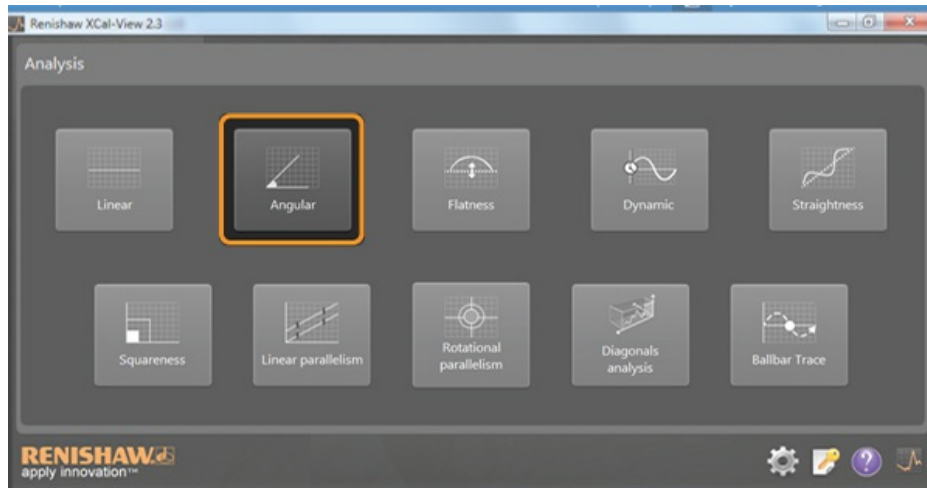 Renishaw XCal-View 2.3
Analysis
Linear
Angular
Flatness
Dynamic
Straightness
Squareness
Linear parallelism
Rotational
parallelism
Diagonals
analysis
Ballbar Trace
RENISHAW
apply innovation™